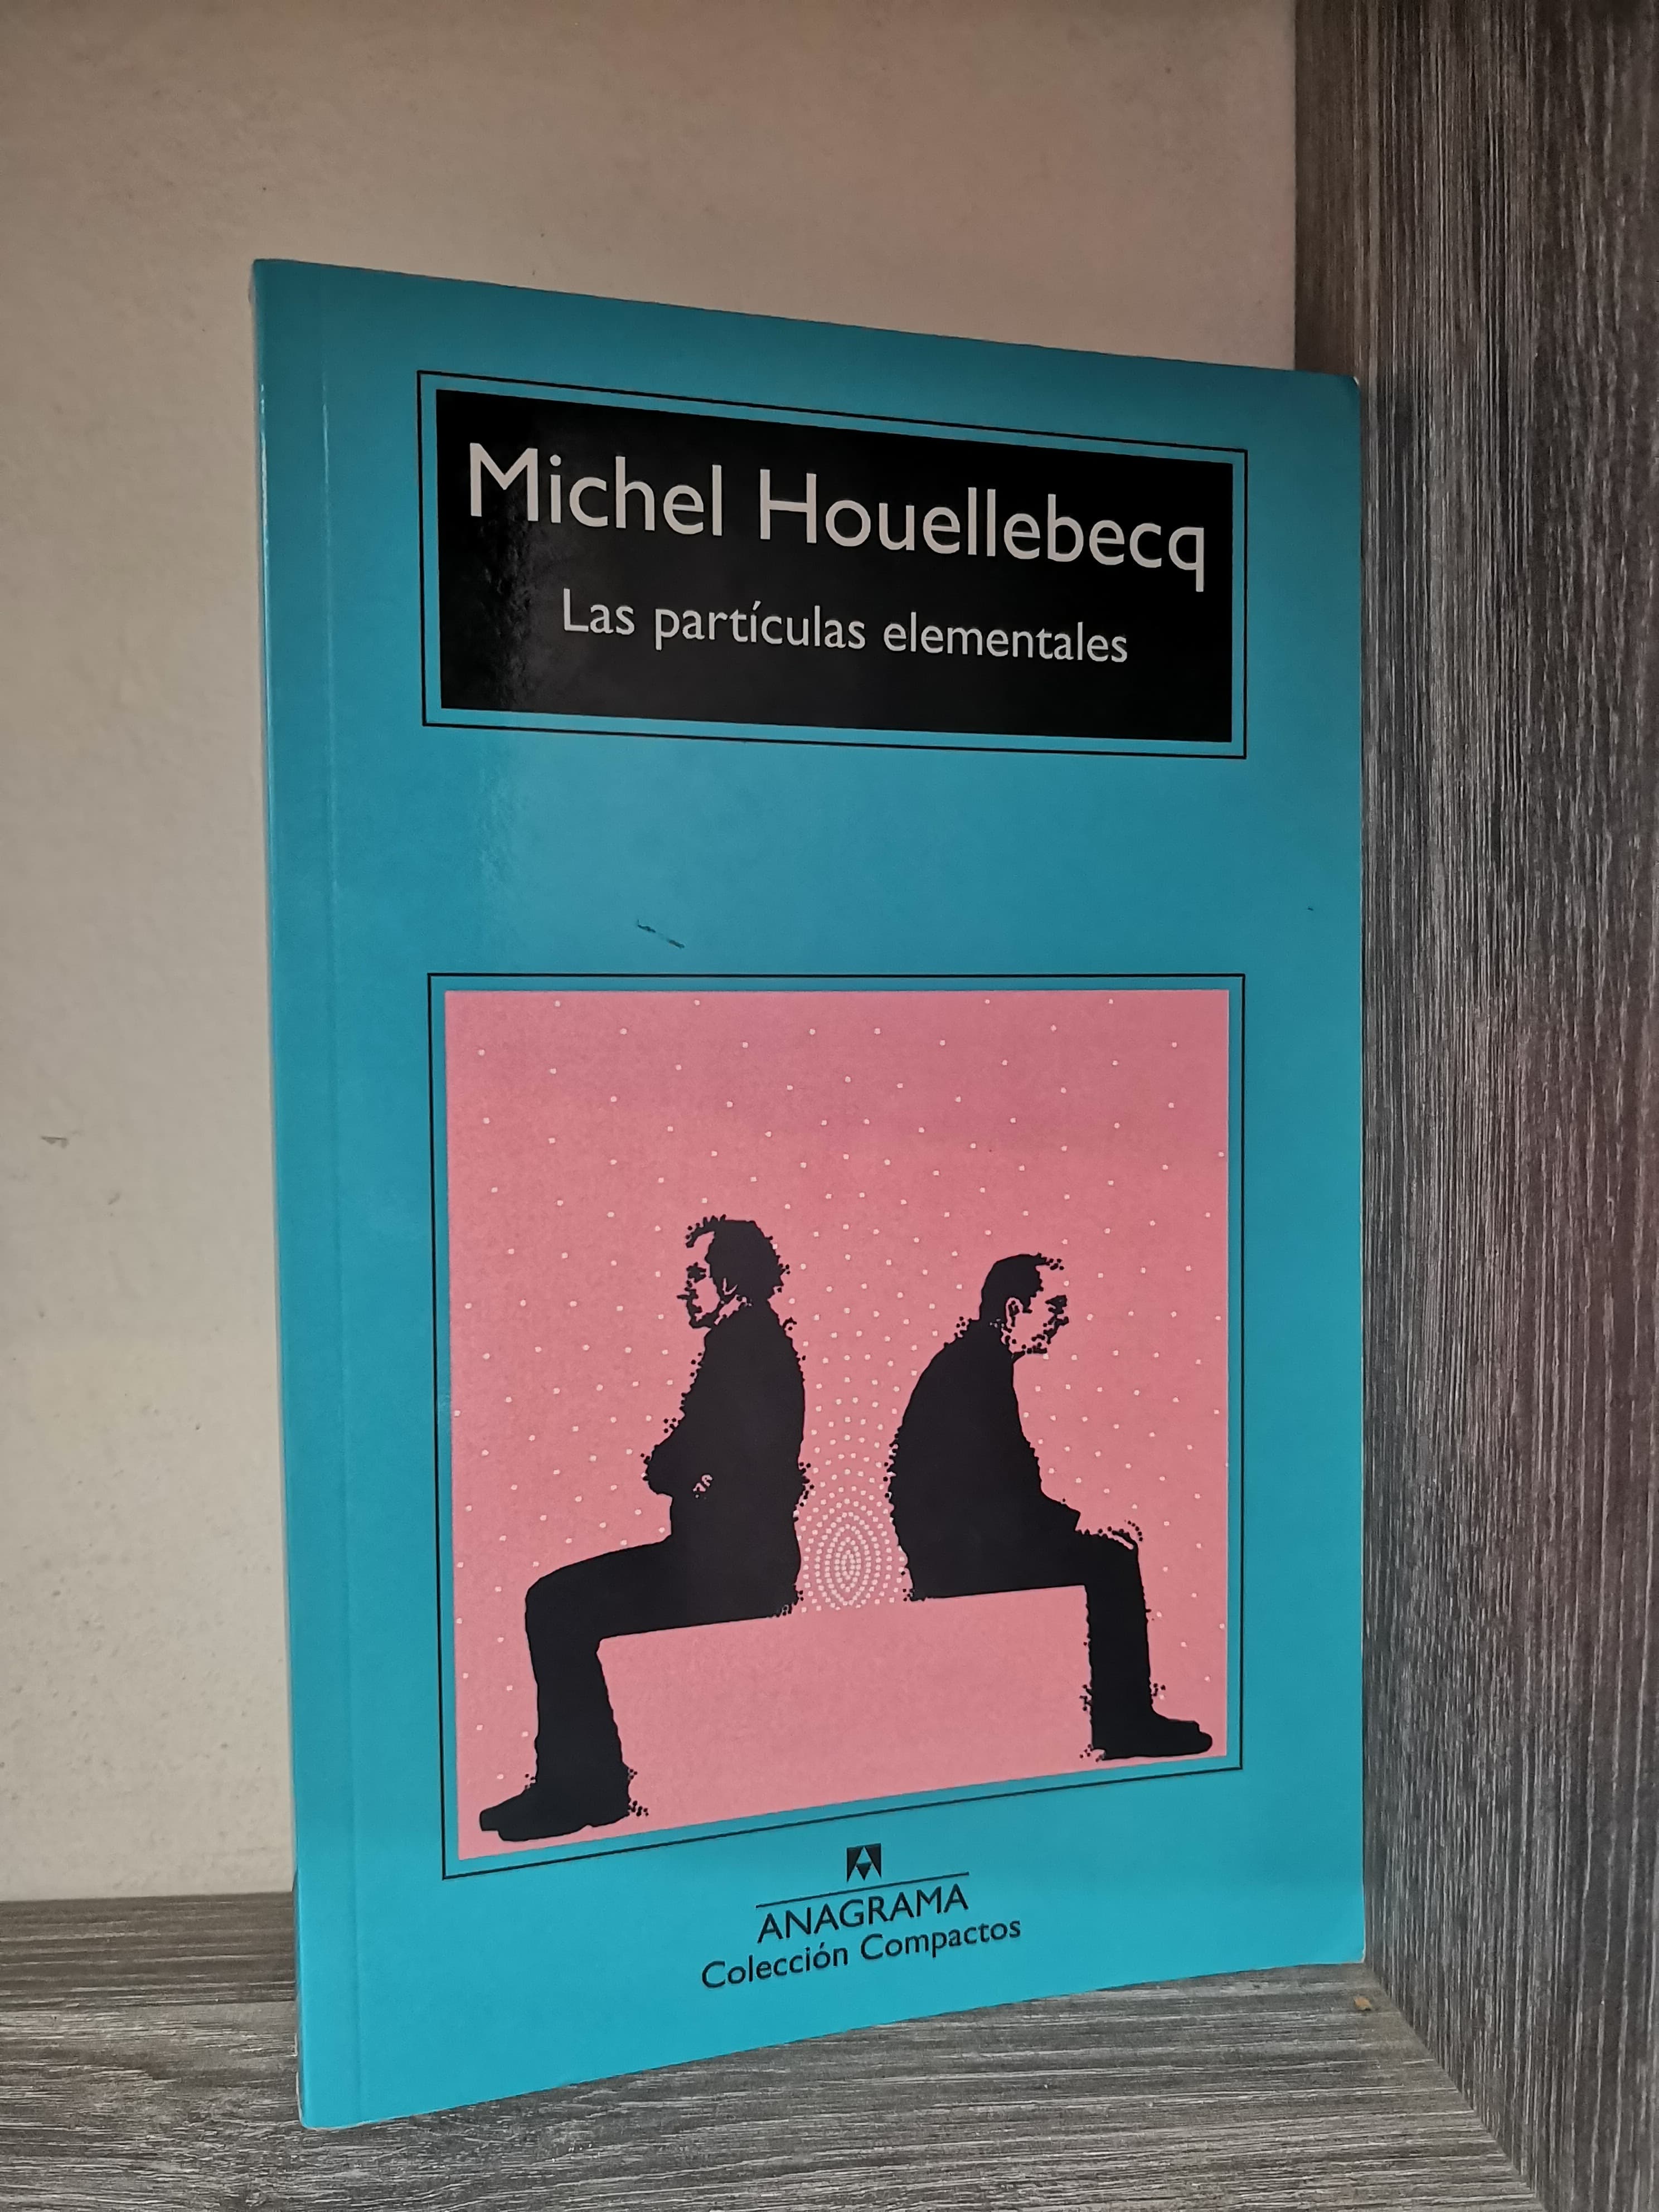 Michel Houellebecq
Las partículas elementales
ANAGRAMA
Colección Compactos